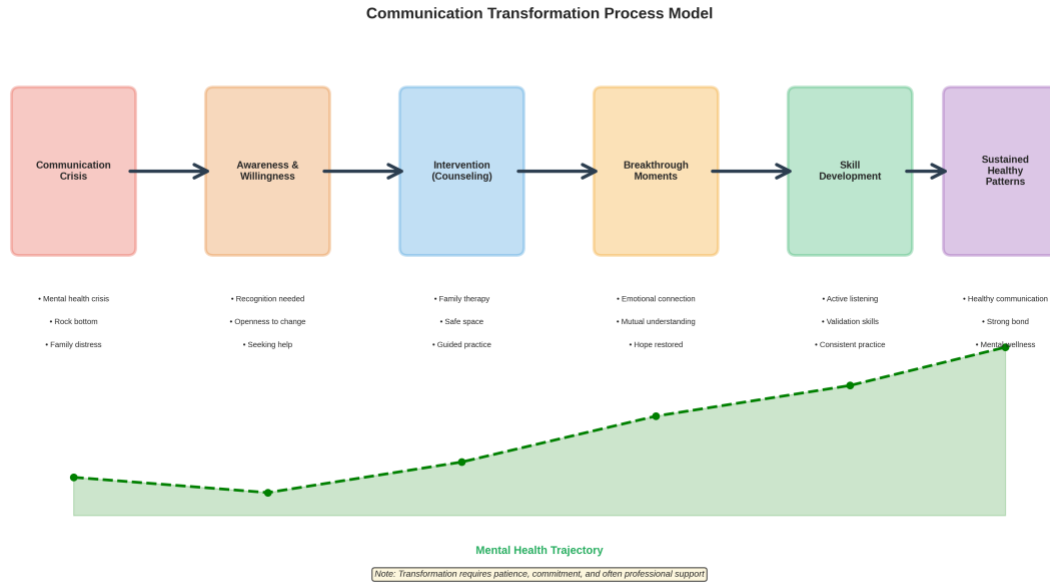 Communication Transformation Process Model
Communication
Crisis
Awareness &
Willingness
Intervention
(Counseling)
Breakthrough
Moments
Skill
Development
Sustained
Healthy
Patterns
• Mental health crisis
• Rock bottom
• Family distress
• Recognition needed
• Openness to change
• Seeking help
• Family therapy
• Safe space
• Guided practice
• Emotional connection
• Mutual understanding
• Hope restored
• Active listening
• Validation skills
• Consistent practice
• Healthy communication
• Strong bond
• Mental wellness
Mental Health Trajectory
Note: Transformation requires patience, commitment, and often professional support